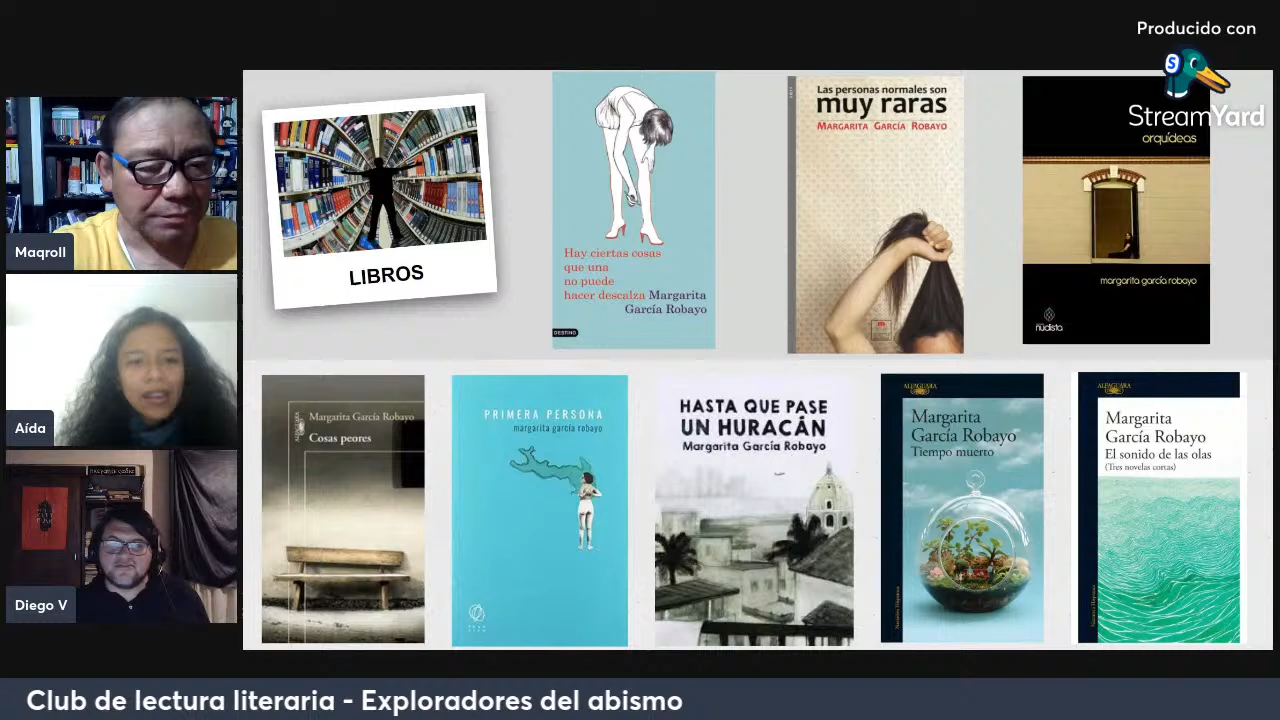 Producido con
S
StreamYard
Maqroll
Aída
Diego V
LIBROS
Hay ciertas cosas
que una
no puede
hacer descalza Margarita
García Robayo
DESTINO
Las personas normales son
muy raras
MARGARITA GARCÍA ROBAYO
orquídeas
margarita garcía robayo
nudista
Margarita García Robayo
Cosas peores
ALFAGUARA
PRIMERA PERSONA
margarita garcía robayo
HASTA QUE PASE
UN HURACÁN
Margarita García Robayo
ALFAGUARA
Margarita
García Robayo
Tiempo muerto
ALFAGUARA
Margarita
García Robayo
El sonido de las olas
(Tres novelas cortas)
Club de lectura literaria - Exploradores del abismo